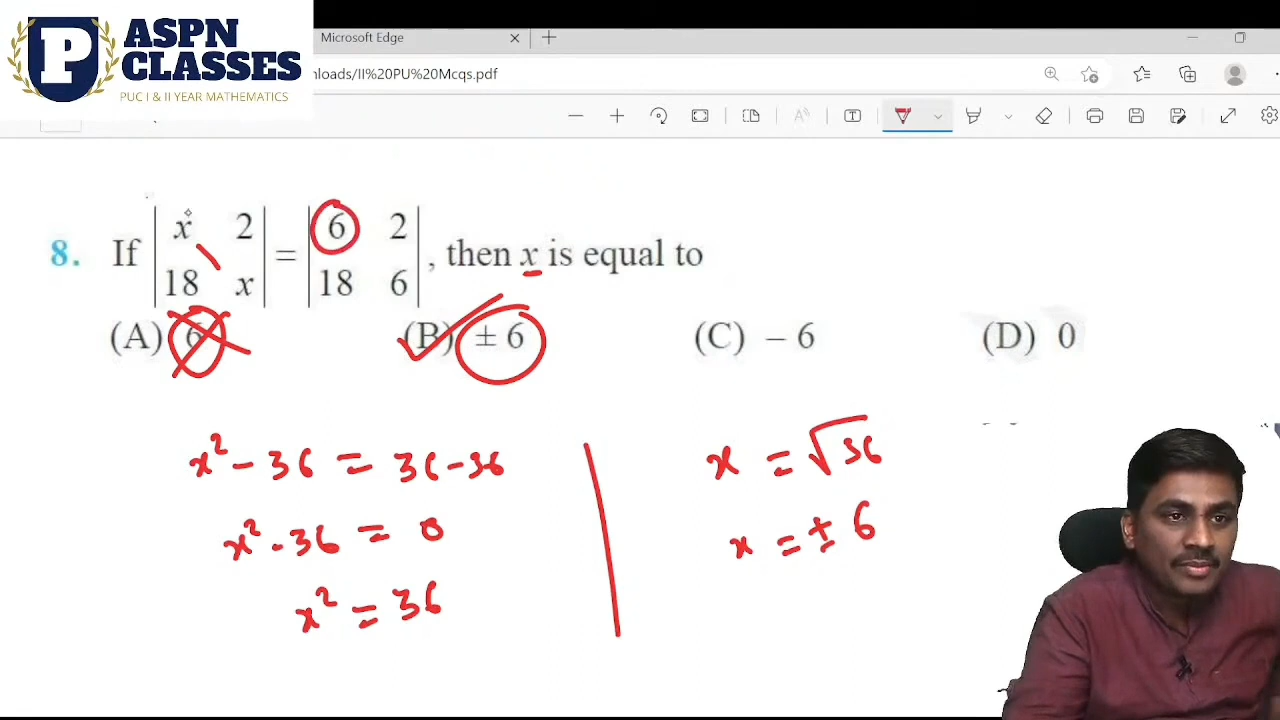 ASPN
CLASSES
PUC I & II YEAR MATHEMATICS
P
Microsoft Edge
nloads/II%20PU%20Mcqs.pdf
8. If | x 2 | = | 6 2 | , then x is equal to
| 18 x | | 18 6 |
(A) 6 (B) ± 6 (C) – 6 (D) 0
x² - 36 = 36 - 36
x² - 36 = 0
x² = 36
x = √36
x = ± 6